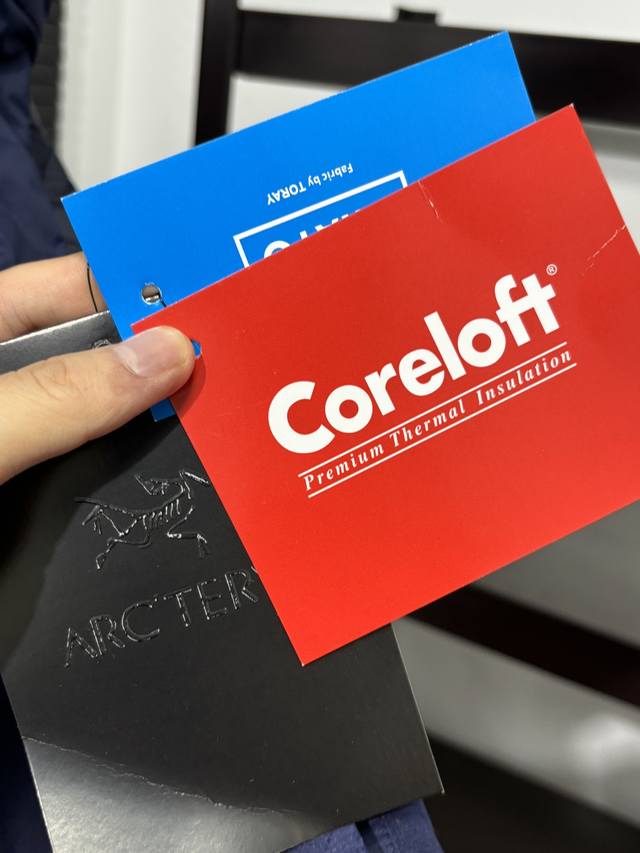 Fabric by TORAY
Coreloft®
Premium Thermal Insulation
ARC'TER